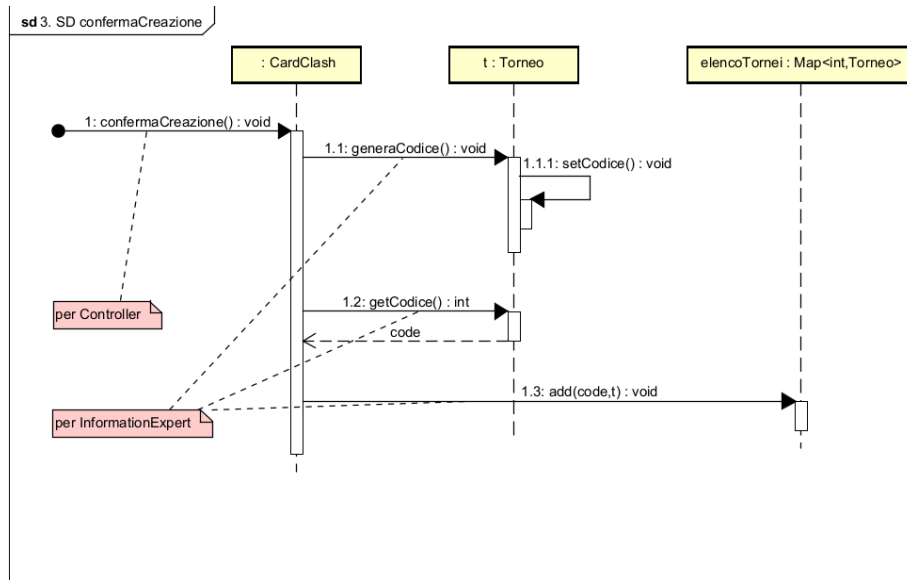 sd 3. SD confermaCreazione
: CardClash
t : Torneo
elencoTornei : Map<int,Torneo>
1: confermaCreazione() : void
1.1: generaCodice() : void
1.1.1: setCodice() : void
per Controller
1.2: getCodice() : int
code
1.3: add(code,t) : void
per InformationExpert